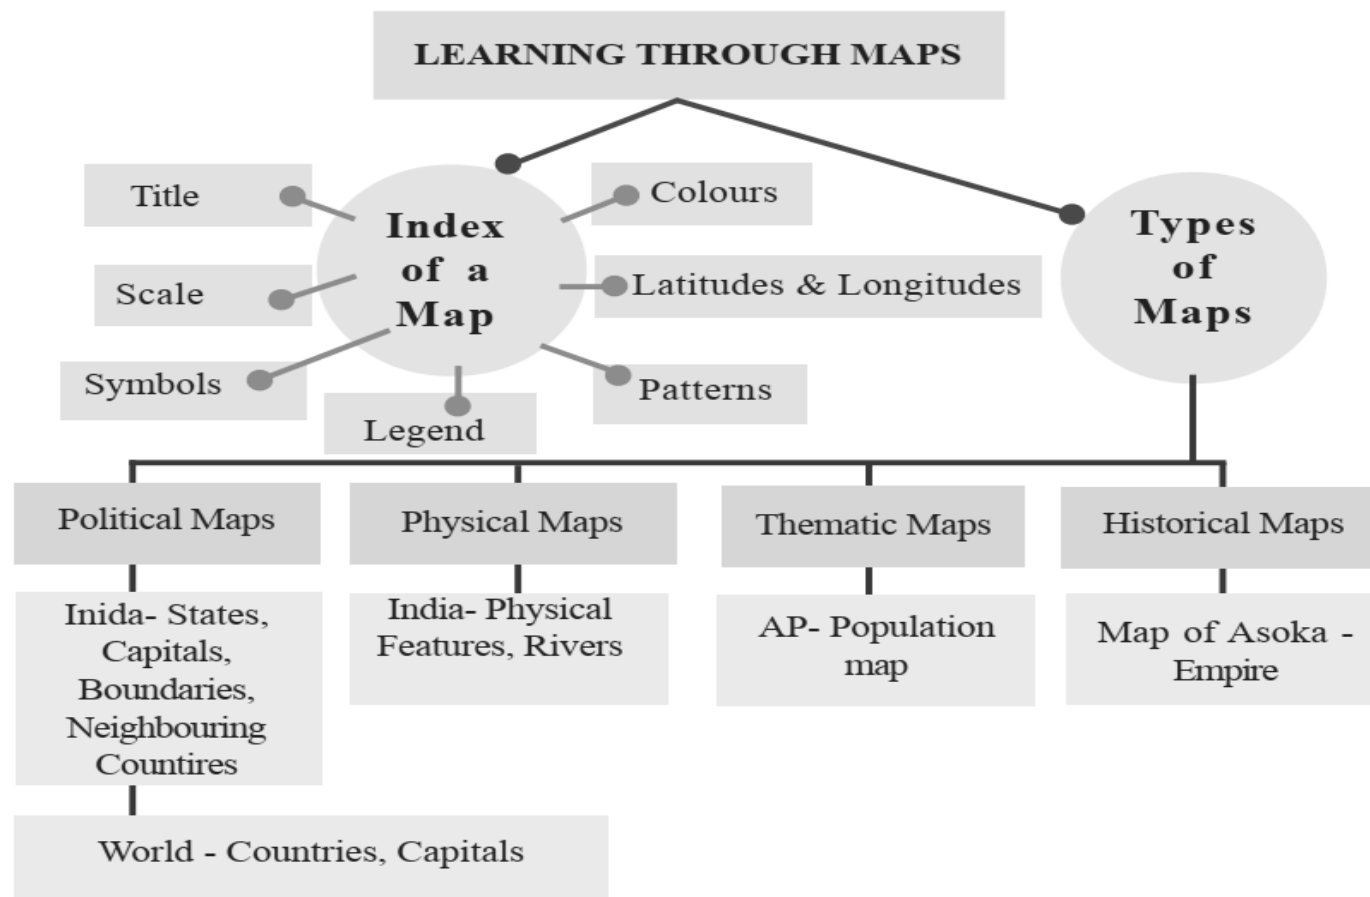 LEARNING THROUGH MAPS
Title
Colours
Index
of a
Map
Types
of
Maps
Scale
Latitudes & Longitudes
Symbols
Patterns
Legend
Political Maps
Physical Maps
Thematic Maps
Historical Maps
Inida- States,
Capitals,
Boundaries,
Neighbouring
Countires
India- Physical
Features, Rivers
AP- Population
map
Map of Asoka -
Empire
World - Countries, Capitals